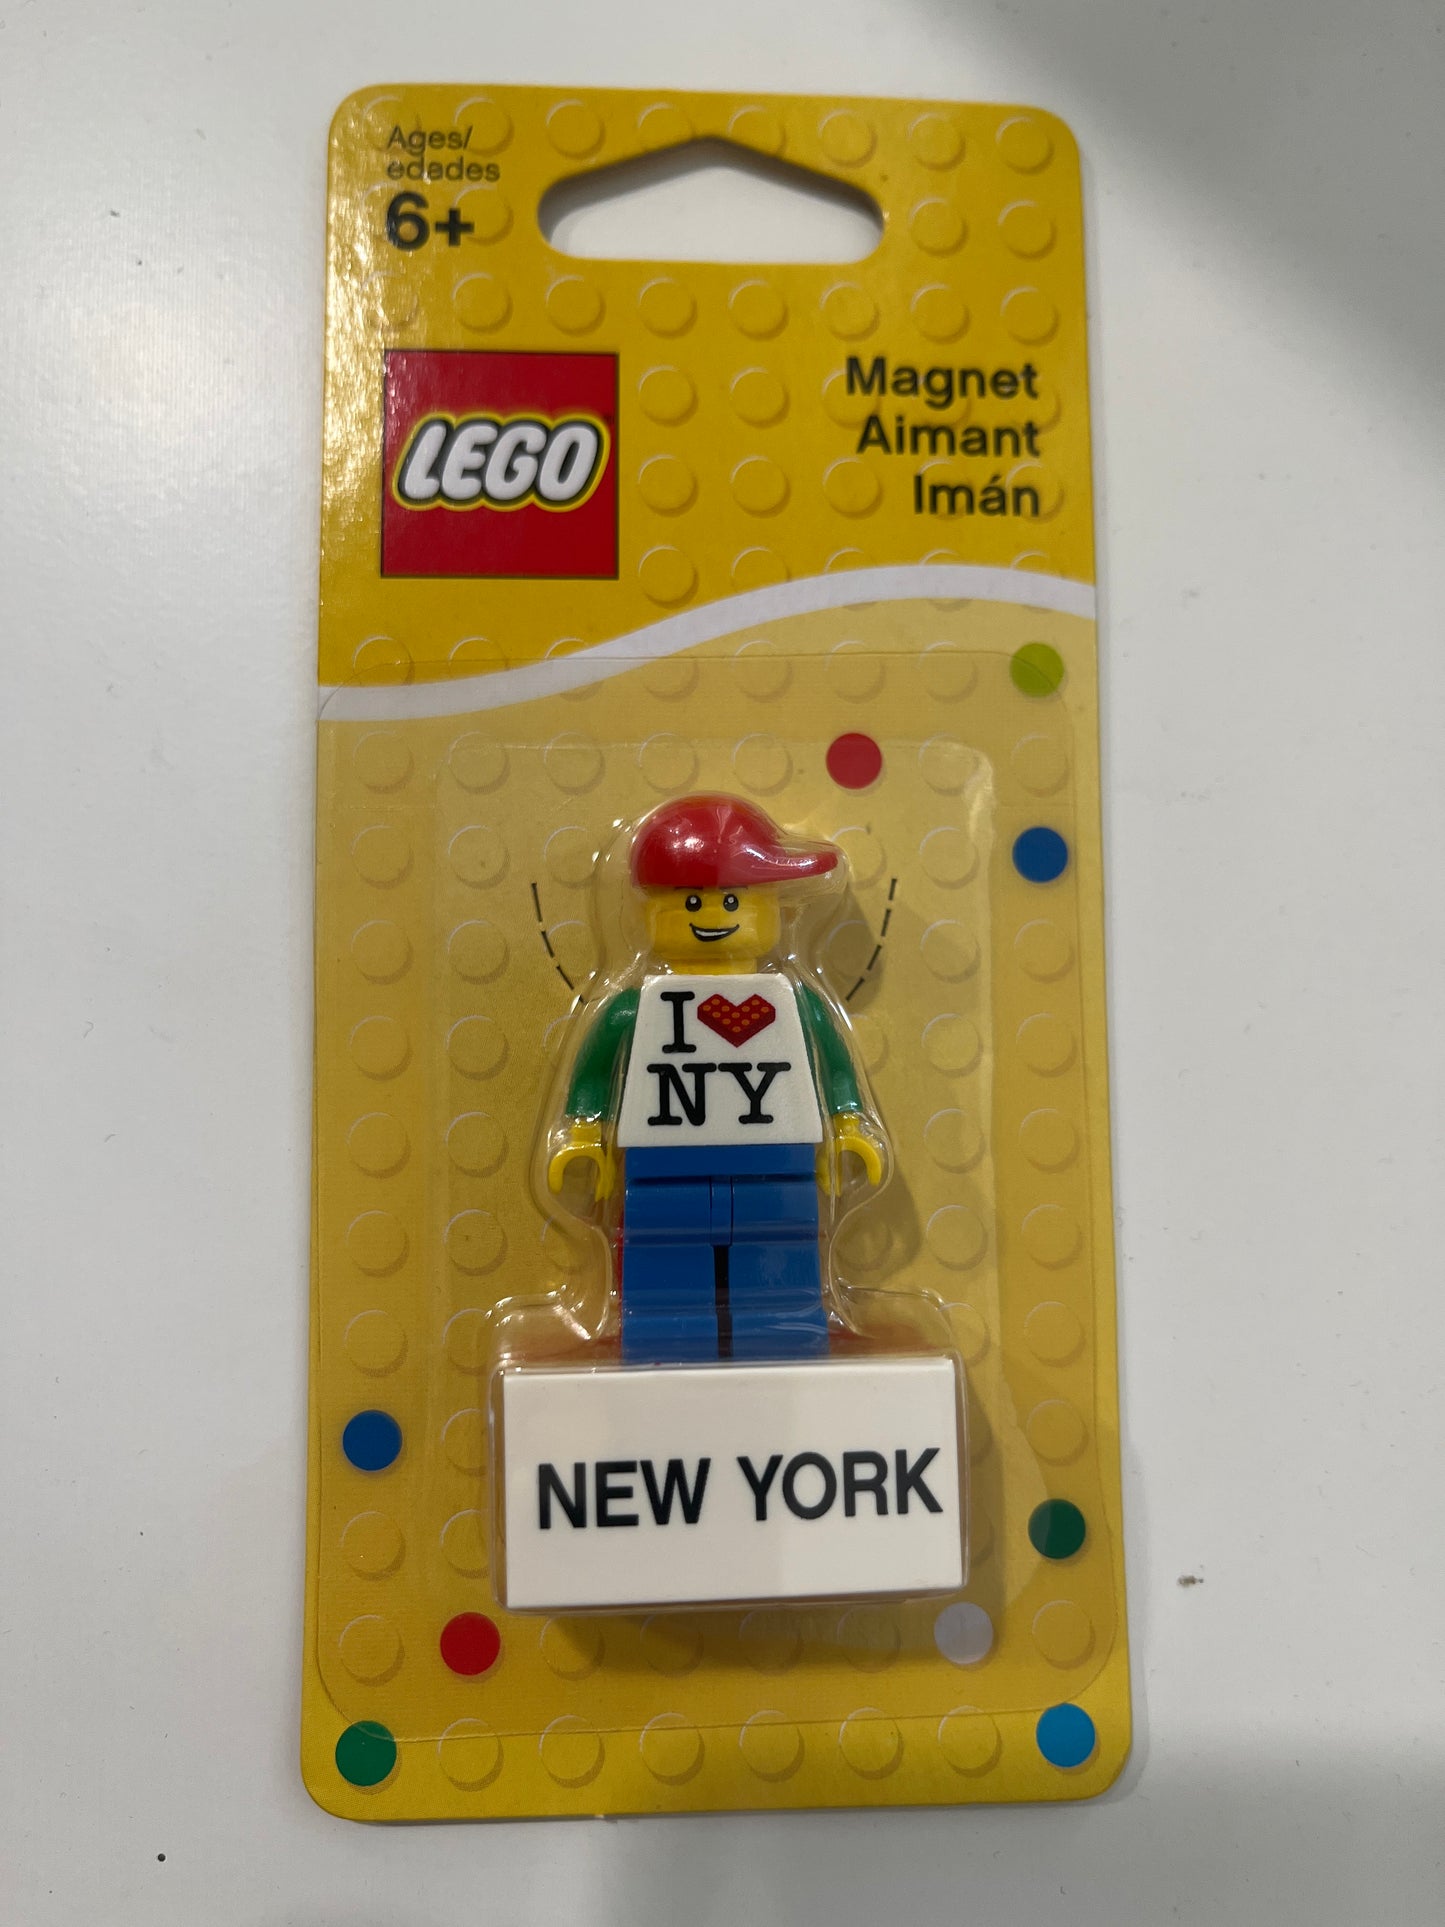 Ages/
edades
6+
LEGO
Magnet
Aimant
Imán
I ❤
NY
NEW YORK